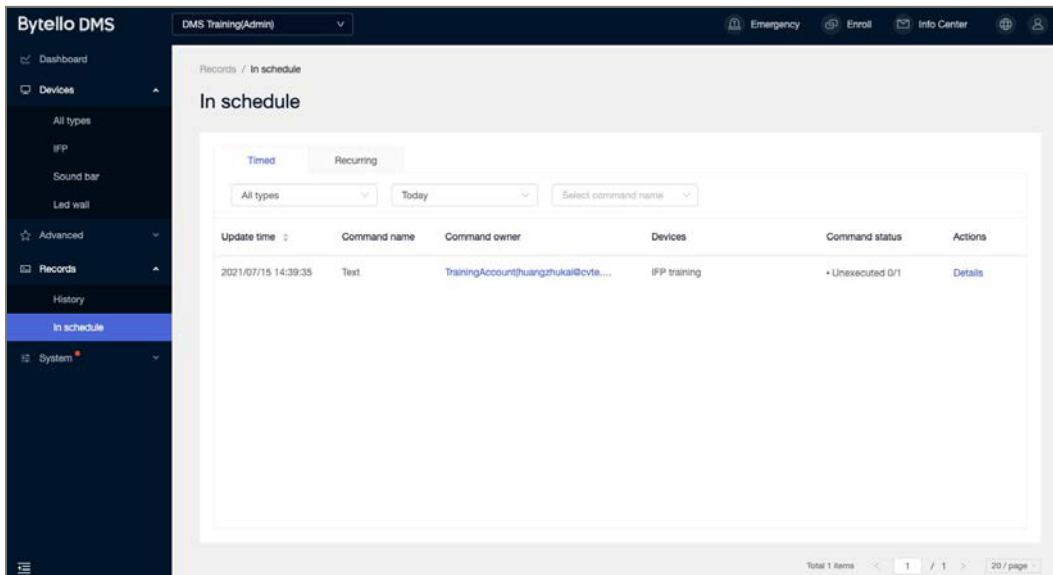 Bytello DMS
DMS Training(Admin)
Emergency
Enroll
Info Center
Dashboard
Devices
All types
IFP
Sound bar
Led wall
Advanced
Records
History
In schedule
System
Records / In schedule
In schedule
Timed
Recurring
All types
Today
Select command name
Update time
Command name
Command owner
Devices
Command status
Actions
2021/07/15 14:39:35
Text
TrainingAccount(huangzhukai@cvte....
IFP training
• Unexecuted 0/1
Details
Total 1 items
< 1 / 1 >
20 / page